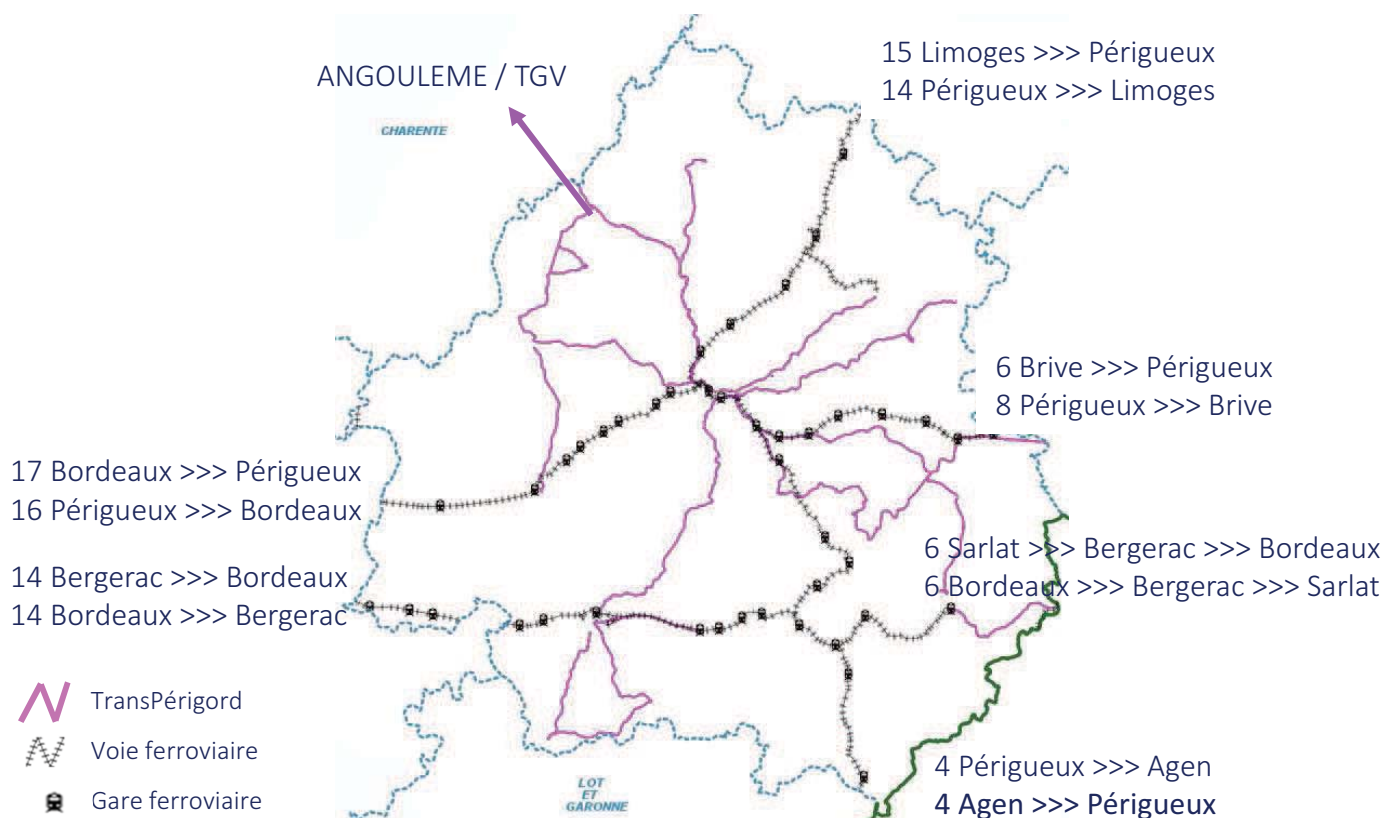 ANGOULEME / TGV
CHARENTE
15 Limoges >>> Périgueux
14 Périgueux >>> Limoges
6 Brive >>> Périgueux
8 Périgueux >>> Brive
17 Bordeaux >>> Périgueux
16 Périgueux >>> Bordeaux
6 Sarlat >>> Bergerac >>> Bordeaux
6 Bordeaux >>> Bergerac >>> Sarlat
14 Bergerac >>> Bordeaux
14 Bordeaux >>> Bergerac
TransPérigord
Voie ferroviaire
Gare ferroviaire
LOT
ET
GARONNE
4 Périgueux >>> Agen
4 Agen >>> Périgueux